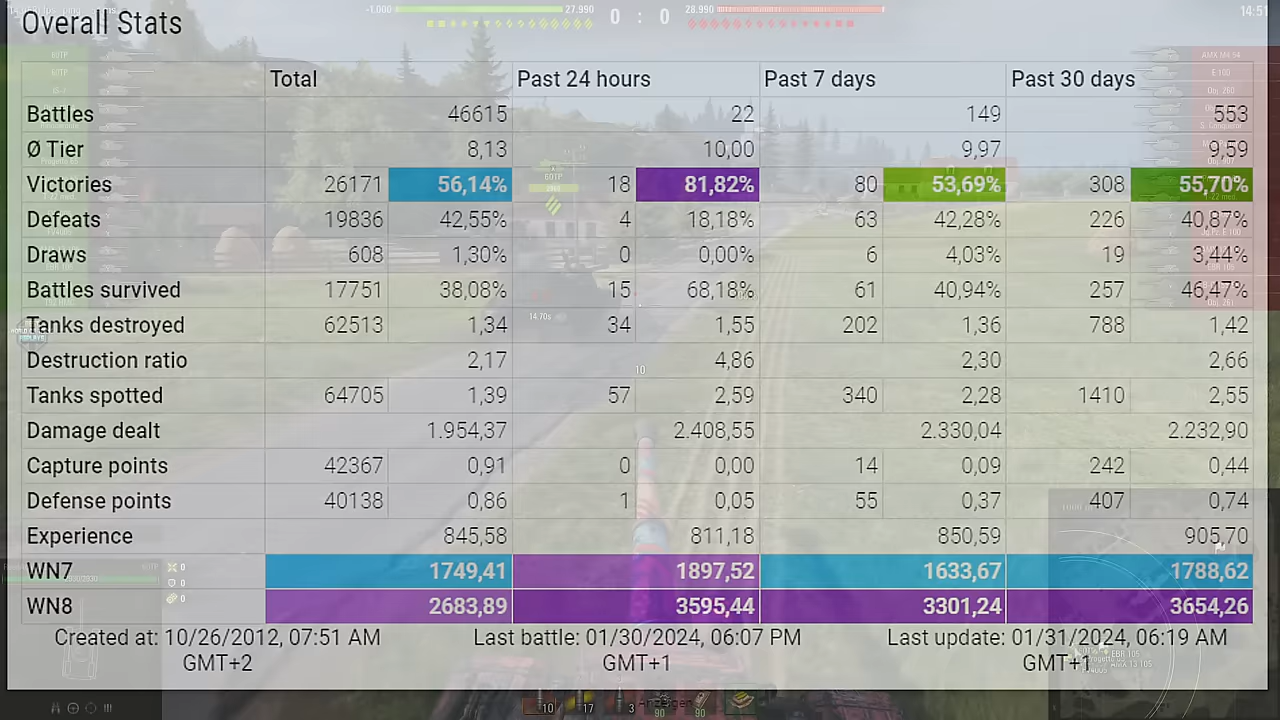 -1.000 27.990 0 : 0 28.990 14:51
Overall Stats
Total Past 24 hours Past 7 days Past 30 days
Battles 46615 22 149 553
Ø Tier 8,13 10,00 9,97 9,59
Victories 26171 56,14% 18 81,82% 80 53,69% 308 55,70%
Defeats 19836 42,55% 4 18,18% 63 42,28% 226 40,87%
Draws 608 1,30% 0 0,00% 6 4,03% 19 3,44%
Battles survived 17751 38,08% 15 68,18% 61 40,94% 257 46,47%
Tanks destroyed 62513 1,34 34 1,55 202 1,36 788 1,42
Destruction ratio 2,17 4,86 2,30 2,66
Tanks spotted 64705 1,39 57 2,59 340 2,28 1410 2,55
Damage dealt 1.954,37 2.408,55 2.330,04 2.232,90
Capture points 42367 0,91 0 0,00 14 0,09 242 0,44
Defense points 40138 0,86 1 0,05 55 0,37 407 0,74
Experience 845,58 811,18 850,59 905,70
WN7 1749,41 1897,52 1633,67 1788,62
WN8 2683,89 3595,44 3301,24 3654,26
Created at: 10/26/2012, 07:51 AM Last battle: 01/30/2024, 06:07 PM Last update: 01/31/2024, 06:19 AM
GMT+2 GMT+1 GMT+1
10 17 3 90 90